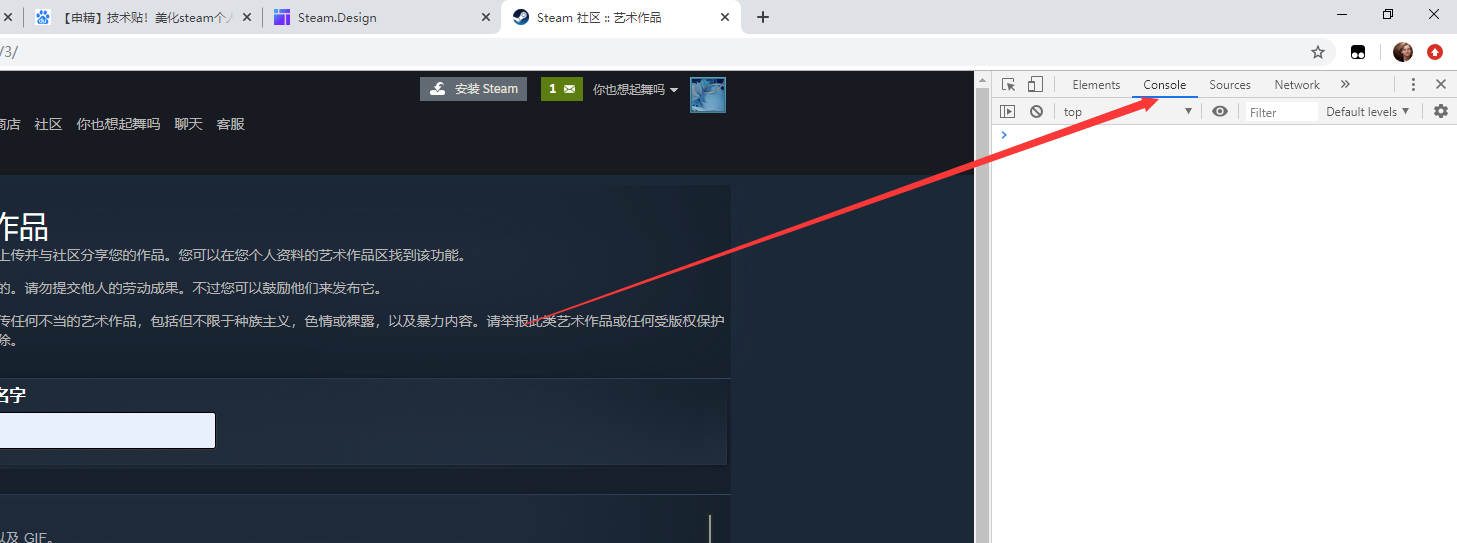 【申精】技术贴！美化steam个人
Steam.Design
Steam 社区 :: 艺术作品
/3/
安装 Steam
1
你也想起舞吗
商店 社区 你也想起舞吗 聊天 客服
作品
上传并与社区分享您的作品。您可以在您个人资料的艺术作品区找到该功能。
的。请勿提交他人的劳动成果。不过您可以鼓励他们来发布它。
传任何不当的艺术作品，包括但不限于种族主义，色情或裸露，以及暴力内容。请举报此类艺术作品或任何受版权保护
除。
名字
以及 GIF。
Elements Console Sources Network
top Filter Default levels